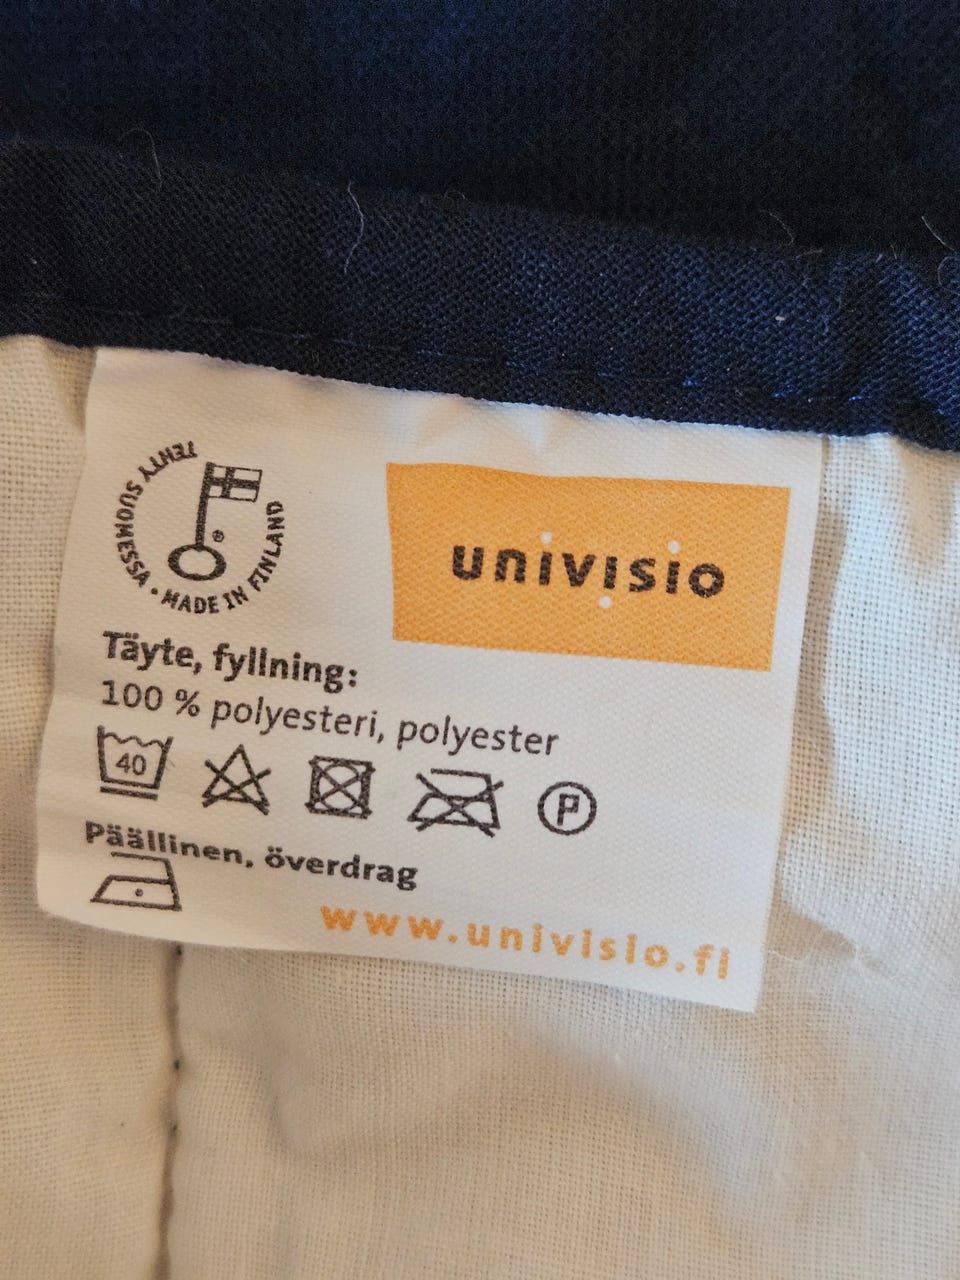 TEHTY SUOMESSA • MADE IN FINLAND
®
univisio
Täyte, fyllning:
100 % polyesteri, polyester
40
P
Päällinen, överdrag
www.univisio.fi